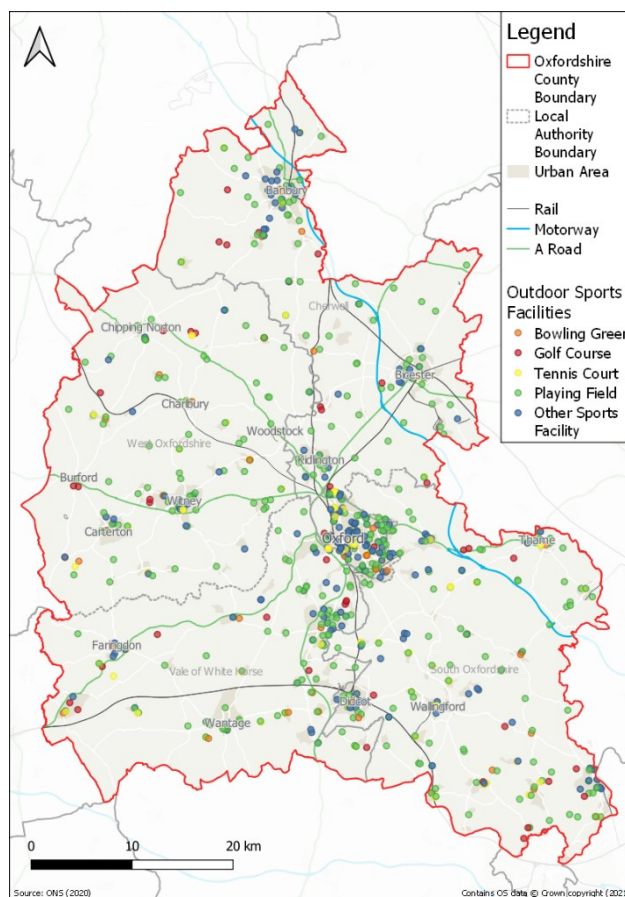 Legend
Oxfordshire
County
Boundary
Local
Authority
Boundary
Urban Area
Rail
Motorway
A Road
Outdoor Sports
Facilities
Bowling Green
Golf Course
Tennis Court
Playing Field
Other Sports
Facility
Banbury
Cherwell
Chipping Norton
Bicester
Charlbury
Woodstock
West Oxfordshire
Kidlington
Burford
Witney
Carterton
Oxford
Thame
Faringdon
Vale of White Horse
South Oxfordshire
Didcot
Wallingford
Wantage
0 10 20 km
Source: ONS (2020)
Contains OS data © Crown copyright (2021